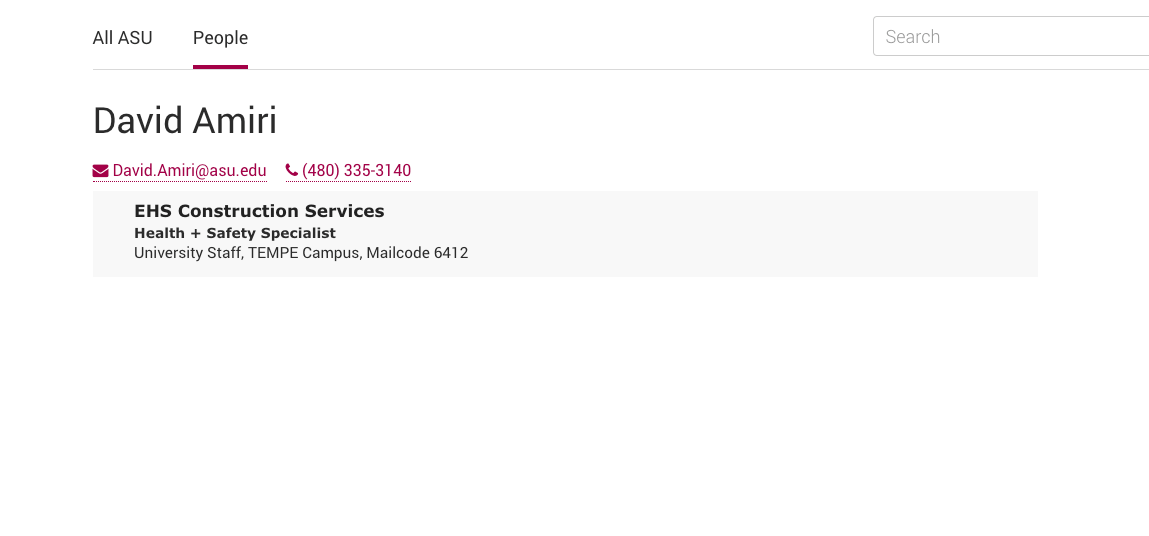 All ASU People Search
David Amiri
David.Amiri@asu.edu (480) 335-3140
EHS Construction Services
Health + Safety Specialist
University Staff, TEMPE Campus, Mailcode 6412